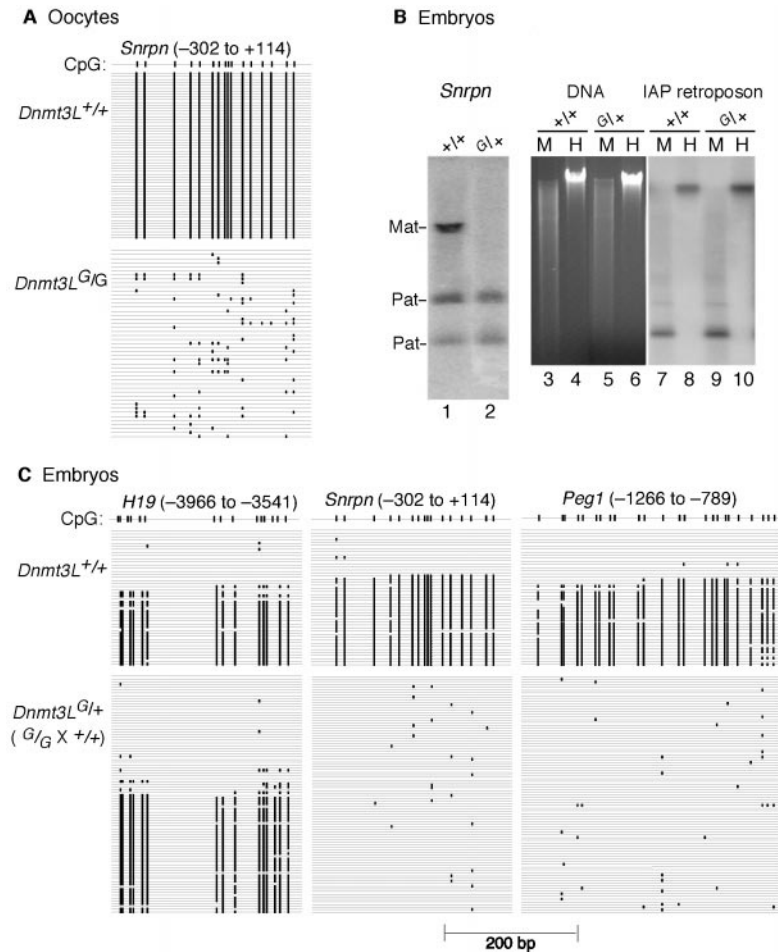 A Oocytes
Snrpn (–302 to +114)
CpG:
Dnmt3L+/+
Dnmt3LG/G
B Embryos
Snrpn
DNA
IAP retroposon
+/+ G/+
+/+ G/+
+/+ G/+
M H M H
M H M H
Mat–
Pat–
Pat–
1 2
3 4 5 6
7 8 9 10
C Embryos
H19 (–3966 to –3541)
Snrpn (–302 to +114)
Peg1 (–1266 to –789)
CpG:
Dnmt3L+/+
Dnmt3LG/+
( G/G X +/+)
200 bp